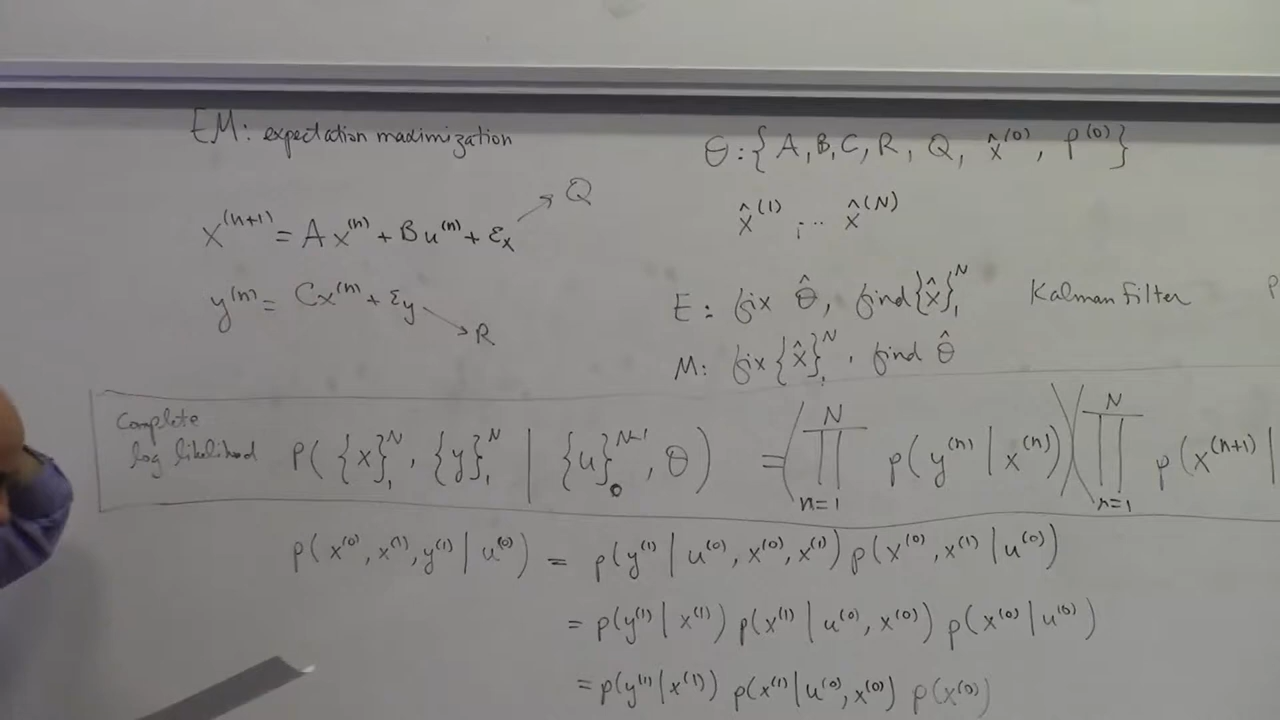 EM: expectation maximization
x^(n+1) = A x^(n) + B u^(n) + ε_x → Q
y^(n) = C x^(n) + ε_y → R
θ: { A, B, C, R, Q, x̂^(0), P^(0) }
x̂^(1) , ... x̂^(N)
E: fix θ̂, find {x̂}_1^N Kalman Filter P
M: fix {x̂}_1^N, find θ̂
Complete
log likelihood P( {x}_1^N, {y}_1^N | {u}_0^(N-1), θ ) = ( ∏_{n=1}^N p(y^(n) | x^(n)) ) ( ∏_{n=1}^N p(x^(n+1) |
p( x^(0), x^(1), y^(1) | u^(0) ) = p( y^(1) | u^(0), x^(0), x^(1) ) p( x^(0), x^(1) | u^(0) )
= p( y^(1) | x^(1) ) p( x^(1) | u^(0), x^(0) ) p( x^(0) | u^(0) )
= p( y^(1) | x^(1) ) p( x^(1) | u^(0), x^(0) ) p( x^(0) )